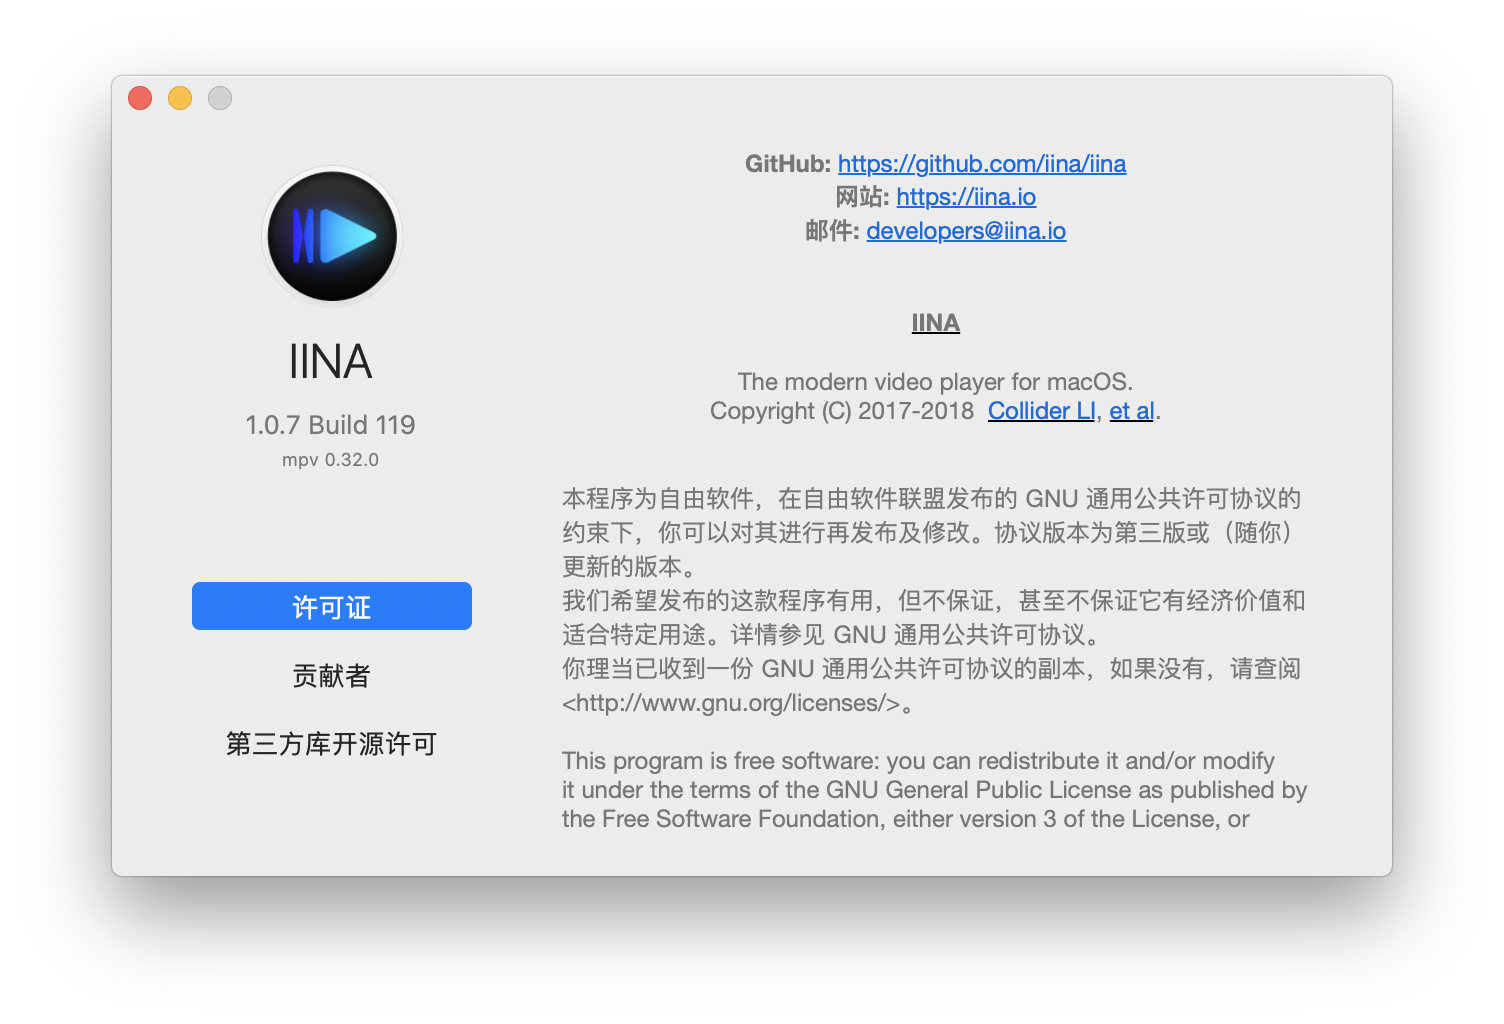 IINA
1.0.7 Build 119
mpv 0.32.0
许可证
贡献者
第三方库开源许可
GitHub: https://github.com/iina/iina
网站: https://iina.io
邮件: developers@iina.io
IINA
The modern video player for macOS.
Copyright (C) 2017-2018 Collider LI, et al.
本程序为自由软件，在自由软件联盟发布的 GNU 通用公共许可协议的
约束下，你可以对其进行再发布及修改。协议版本为第三版或（随你）
更新的版本。
我们希望发布的这款程序有用，但不保证，甚至不保证它有经济价值和
适合特定用途。详情参见 GNU 通用公共许可协议。
你理当已收到一份 GNU 通用公共许可协议的副本，如果没有，请查阅
<http://www.gnu.org/licenses/>。
This program is free software: you can redistribute it and/or modify
it under the terms of the GNU General Public License as published by
the Free Software Foundation, either version 3 of the License, or